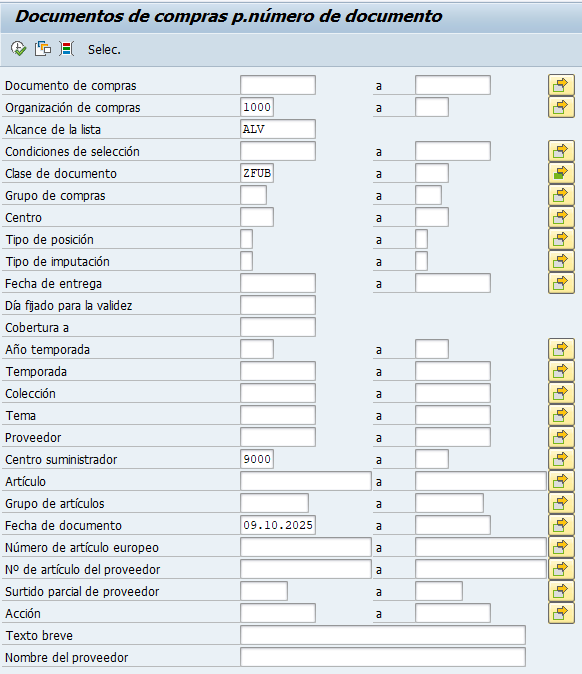 Documentos de compras p.número de documento
Selec.
Documento de compras a
Organización de compras 1000 a
Alcance de la lista ALV
Condiciones de selección a
Clase de documento ZFUB a
Grupo de compras a
Centro a
Tipo de posición a
Tipo de imputación a
Fecha de entrega a
Día fijado para la validez
Cobertura a
Año temporada a
Temporada a
Colección a
Tema a
Proveedor a
Centro suministrador 9000 a
Artículo a
Grupo de artículos a
Fecha de documento 09.10.2025 a
Número de artículo europeo a
Nº de artículo del proveedor a
Surtido parcial de proveedor a
Acción a
Texto breve
Nombre del proveedor